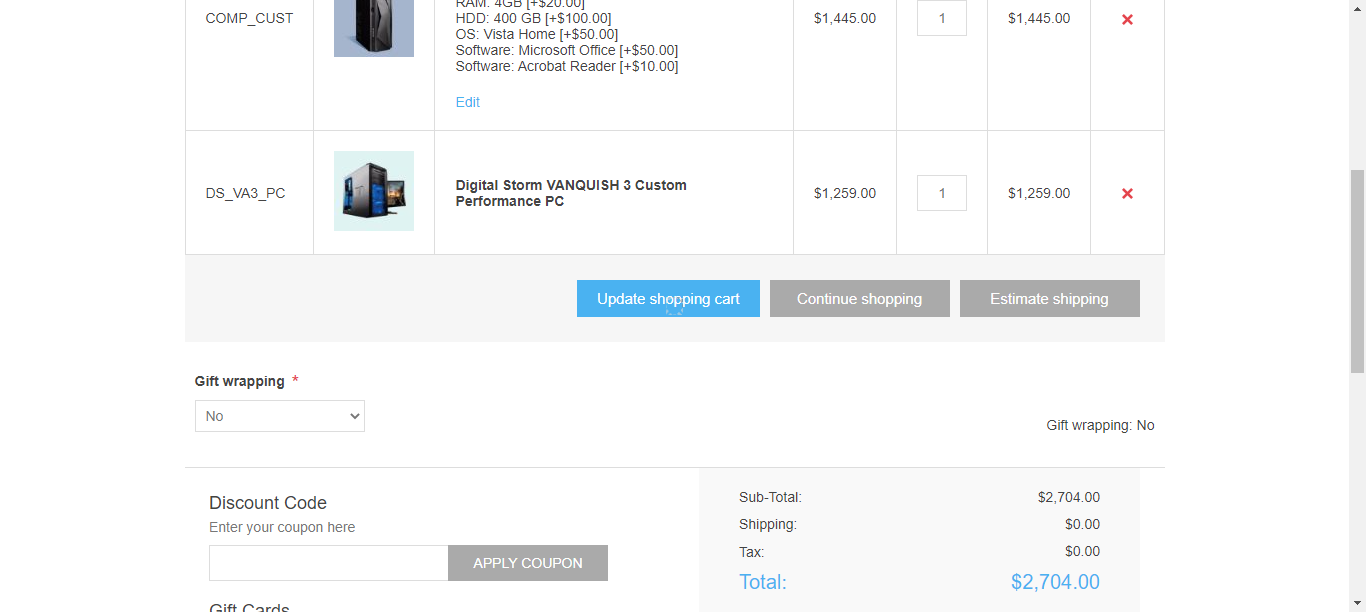 RAM: 4GB [+$20.00]
COMP_CUST
HDD: 400 GB [+$100.00]
$1,445.00
1
$1,445.00
OS: Vista Home [+$50.00]
Software: Microsoft Office [+$50.00]
Software: Acrobat Reader [+$10.00]
Edit
DS_VA3_PC
Digital Storm VANQUISH 3 Custom
Performance PC
$1,259.00
1
$1,259.00
Update shopping cart
Continue shopping
Estimate shipping
Gift wrapping *
No
Gift wrapping: No
Discount Code
Enter your coupon here
APPLY COUPON
Gift Cards
Sub-Total: $2,704.00
Shipping: $0.00
Tax: $0.00
Total: $2,704.00